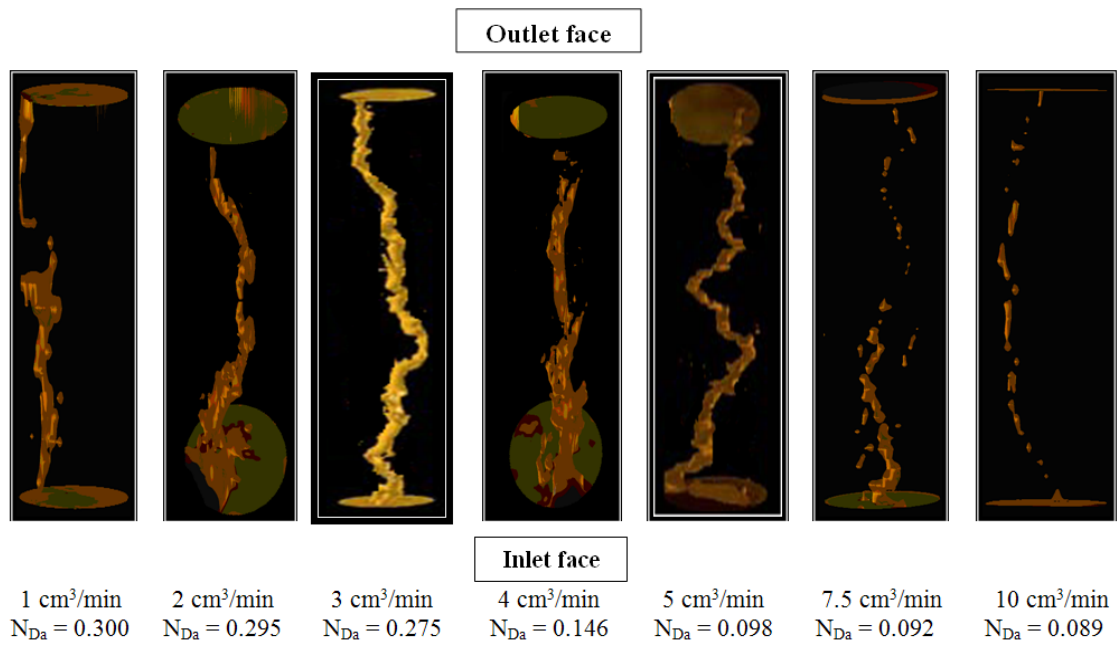 Outlet face
Inlet face
1 cm³/min
N_Da = 0.300
2 cm³/min
N_Da = 0.295
3 cm³/min
N_Da = 0.275
4 cm³/min
N_Da = 0.146
5 cm³/min
N_Da = 0.098
7.5 cm³/min
N_Da = 0.092
10 cm³/min
N_Da = 0.089